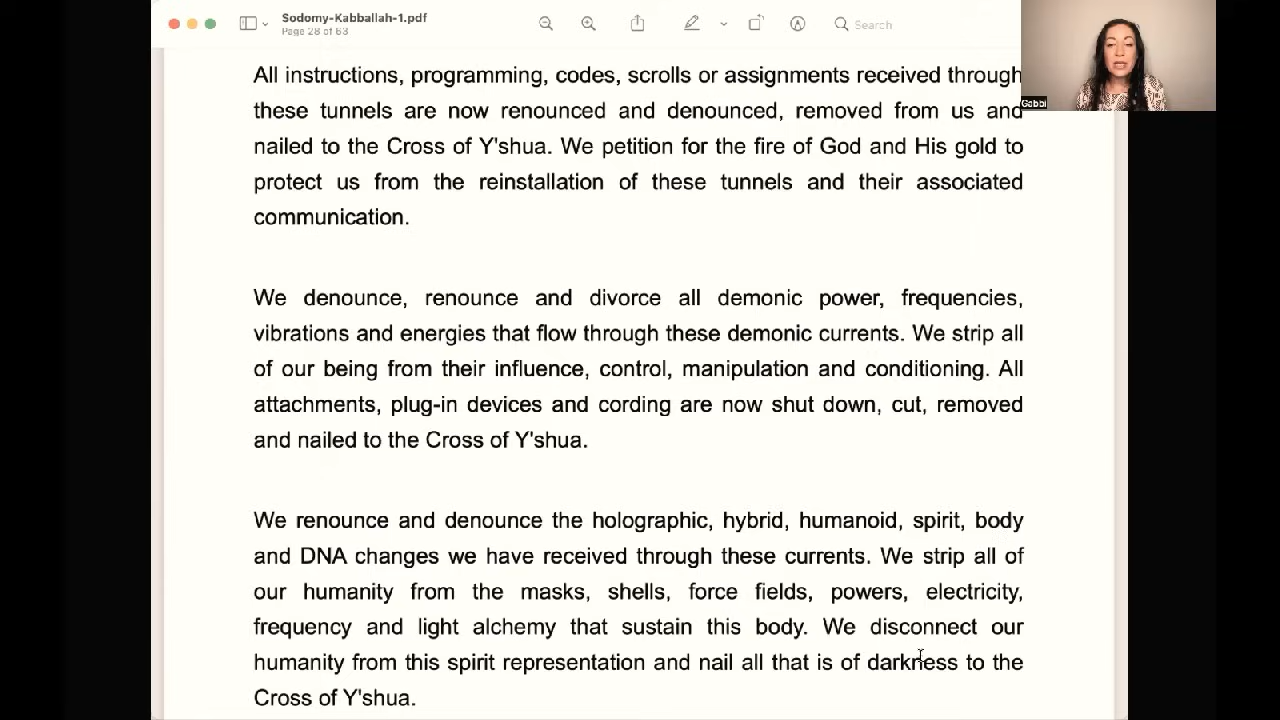 Sodomy-Kabballah-1.pdf
Page 28 of 63
Search
Gabbi
All instructions, programming, codes, scrolls or assignments received through
these tunnels are now renounced and denounced, removed from us and
nailed to the Cross of Y'shua. We petition for the fire of God and His gold to
protect us from the reinstallation of these tunnels and their associated
communication.
We denounce, renounce and divorce all demonic power, frequencies,
vibrations and energies that flow through these demonic currents. We strip all
of our being from their influence, control, manipulation and conditioning. All
attachments, plug-in devices and cording are now shut down, cut, removed
and nailed to the Cross of Y'shua.
We renounce and denounce the holographic, hybrid, humanoid, spirit, body
and DNA changes we have received through these currents. We strip all of
our humanity from the masks, shells, force fields, powers, electricity,
frequency and light alchemy that sustain this body. We disconnect our
humanity from this spirit representation and nail all that is of darkness to the
Cross of Y'shua.